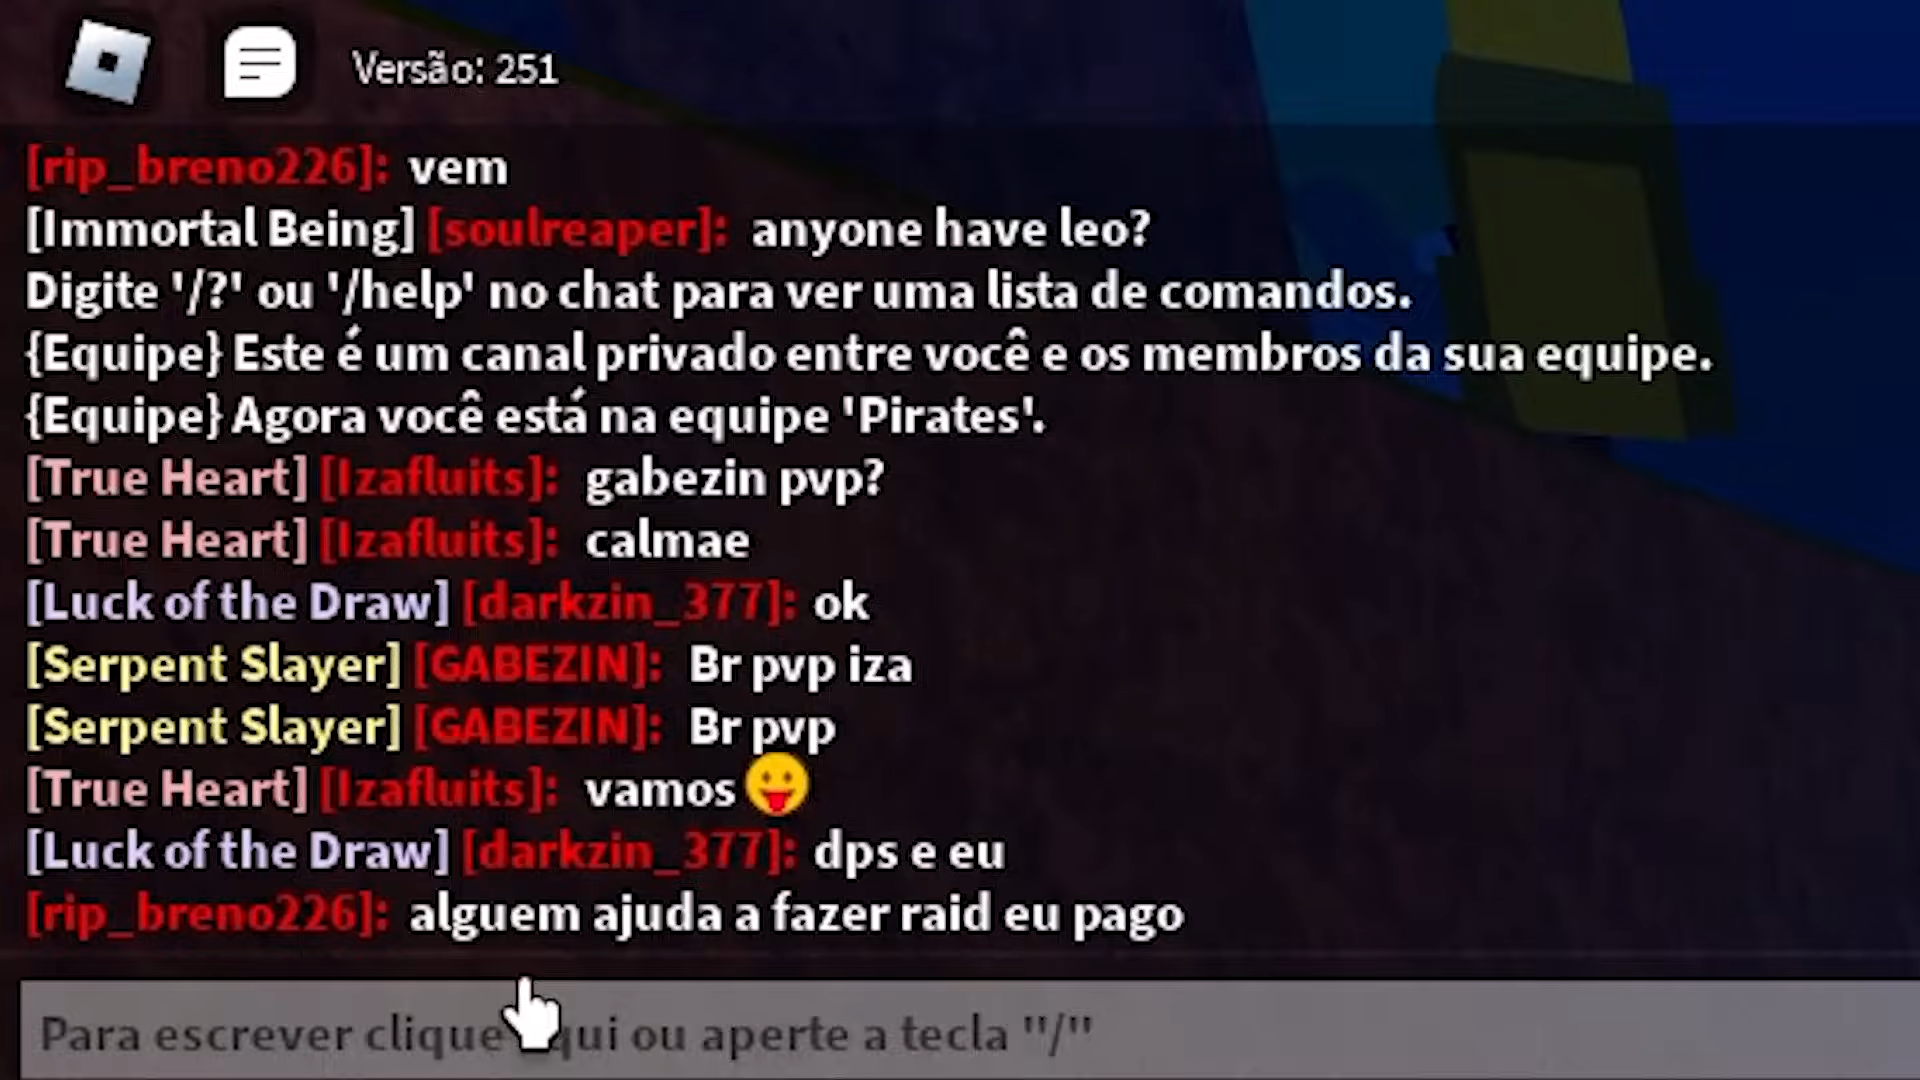 Versão: 251
[rip_breno226]: vem
[Immortal Being] [soulreaper]: anyone have leo?
Digite '/?' ou '/help' no chat para ver uma lista de comandos.
{Equipe} Este é um canal privado entre você e os membros da sua equipe.
{Equipe} Agora você está na equipe 'Pirates'.
[True Heart] [Izafluits]: gabezin pvp?
[True Heart] [Izafluits]: calmae
[Luck of the Draw] [darkzin_377]: ok
[Serpent Slayer] [GABEZIN]: Br pvp iza
[Serpent Slayer] [GABEZIN]: Br pvp
[True Heart] [Izafluits]: vamos😛
[Luck of the Draw] [darkzin_377]: dps e eu
[rip_breno226]: alguem ajuda a fazer raid eu pago
Para escrever clique qui ou aperte a tecla "/"